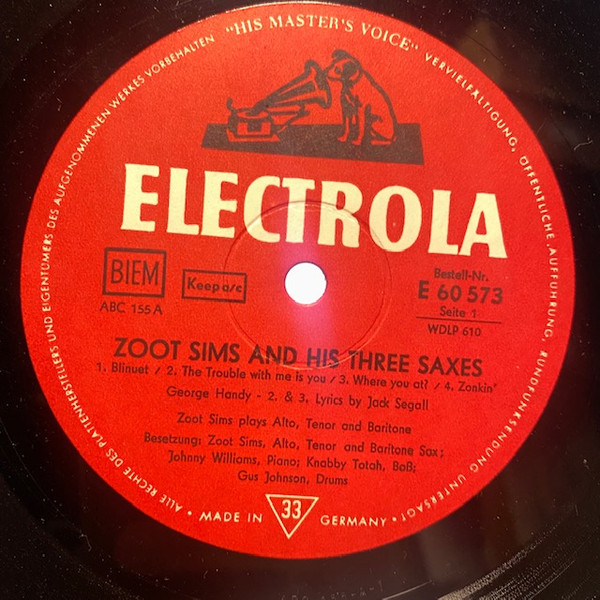 "HIS MASTER'S VOICE"
ELECTROLA
BIEM
Keep a/c
ABC 155 A
Bestell-Nr.
E 60 573
Seite 1
WDLP 610
ZOOT SIMS AND HIS THREE SAXES
1. Blinuet / 2. The Trouble with me is you / 3. Where you at? / 4. Zonkin'
George Handy - 2. & 3. Lyrics by Jack Segall
Zoot Sims plays Alto, Tenor and Baritone
Besetzung: Zoot Sims, Alto, Tenor and Baritone Sax;
Johnny Williams, Piano; Knabby Totah, Baß;
Gus Johnson, Drums
33
• MADE IN GERMANY •
ALLE RECHTE DES PLATTENHERSTELLERS UND EIGENTÜMERS DES AUFGENOMMENEN WERKES VORBEHALTEN
VERVIELFÄLTIGUNG, ÖFFENTLICHE AUFFÜHRUNG, RUNDFUNKSENDUNG UNTERSAGT